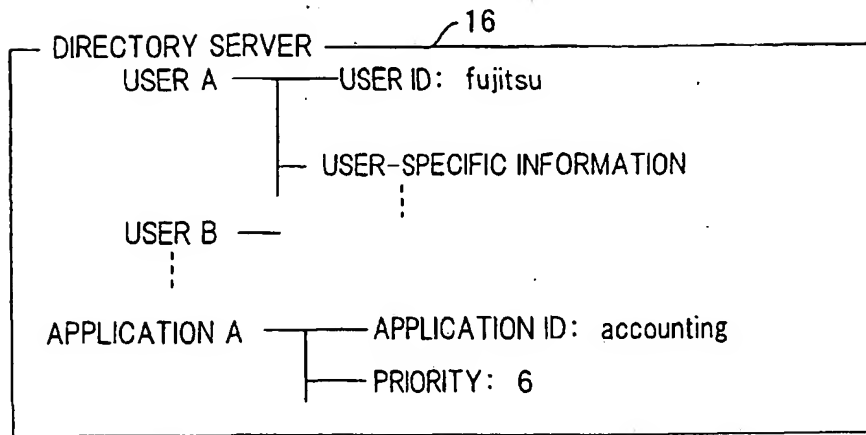 16
DIRECTORY SERVER
USER A
USER ID: fujitsu
USER-SPECIFIC INFORMATION
USER B
APPLICATION A
APPLICATION ID: accounting
PRIORITY: 6